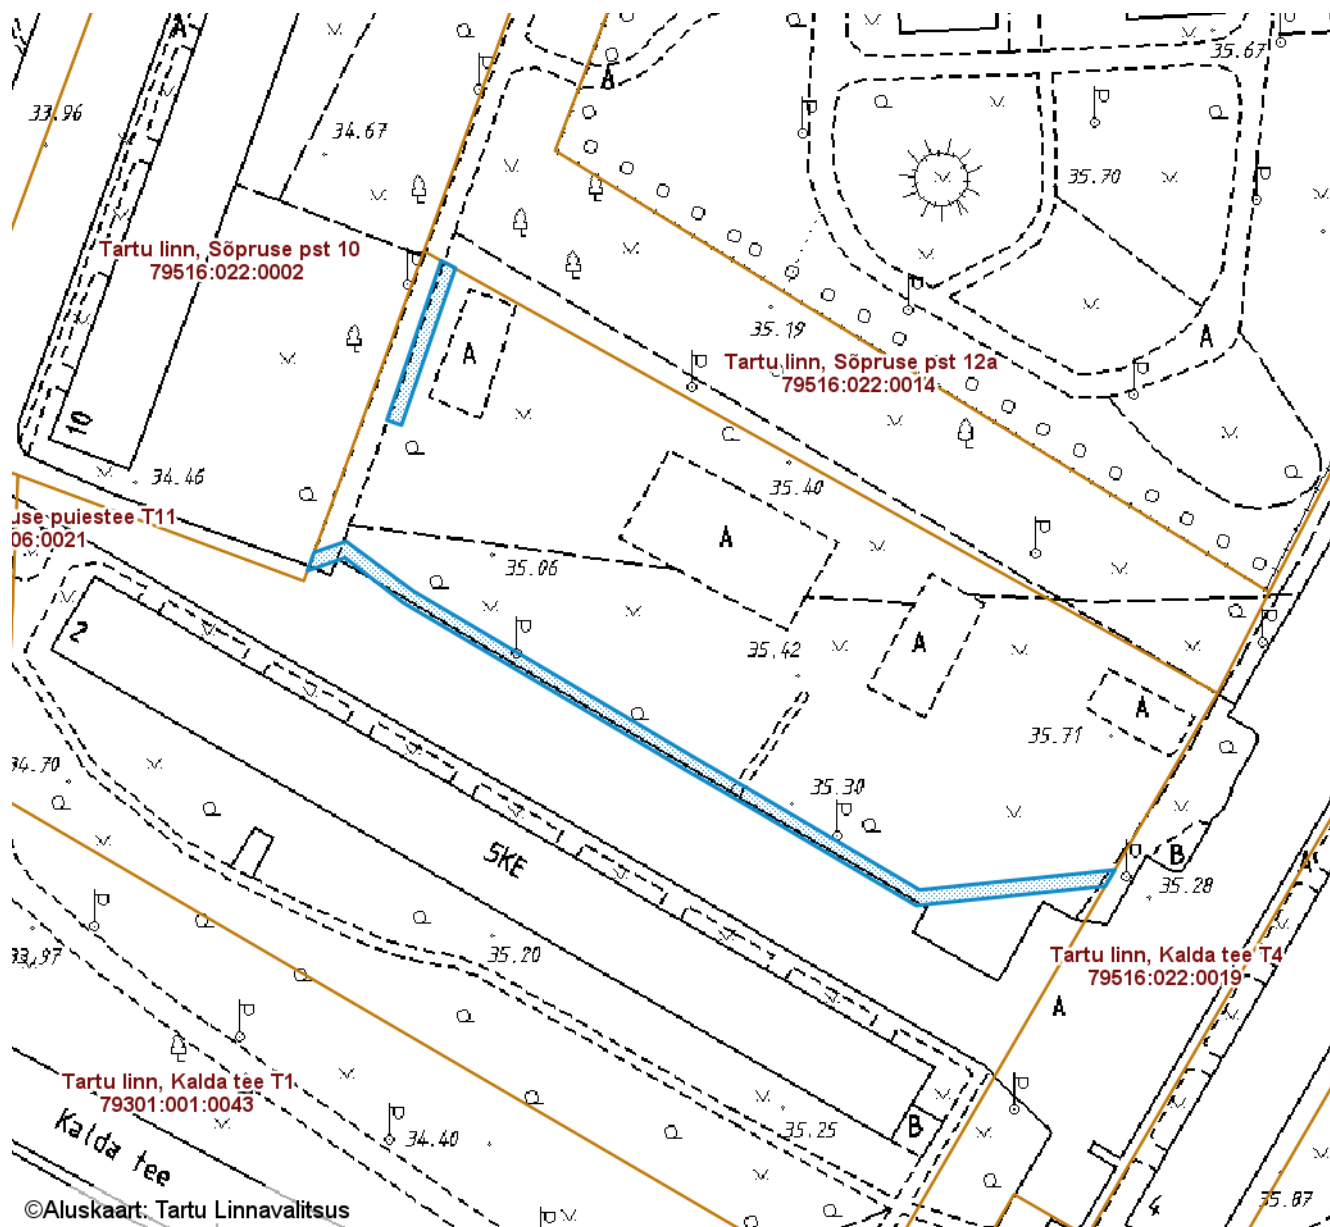 A
35.67
33.96
A
34.67
35.70
Tartu linn, Sõpruse pst 10
79516:022:0002
35.19
A
A
Tartu linn, Sõpruse pst 12a
79516:022:0014
10
34.46
35.40
use puiestee T11
06:0021
A
35.06
2
35.42
A
A
35.71
34.70
35.30
SKE
B
35.28
33.97
35.20
Tartu linn, Kalda tee T4
79516:022:0019
A
Tartu linn, Kalda tee T1
79301:001:0043
Kalda tee
34.40
35.25
B
4
35.87
©Aluskaart: Tartu Linnavalitsus